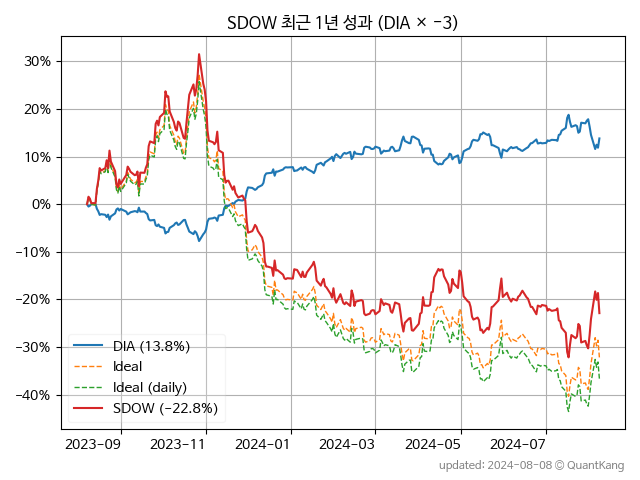 SDOW 최근 1년 성과 (DIA × -3)
30%
20%
10%
0%
−10%
−20%
−30%
−40%
DIA (13.8%)
Ideal
Ideal (daily)
SDOW (-22.8%)
2023-09
2023-11
2024-01
2024-03
2024-05
2024-07
updated: 2024-08-08 © QuantKang